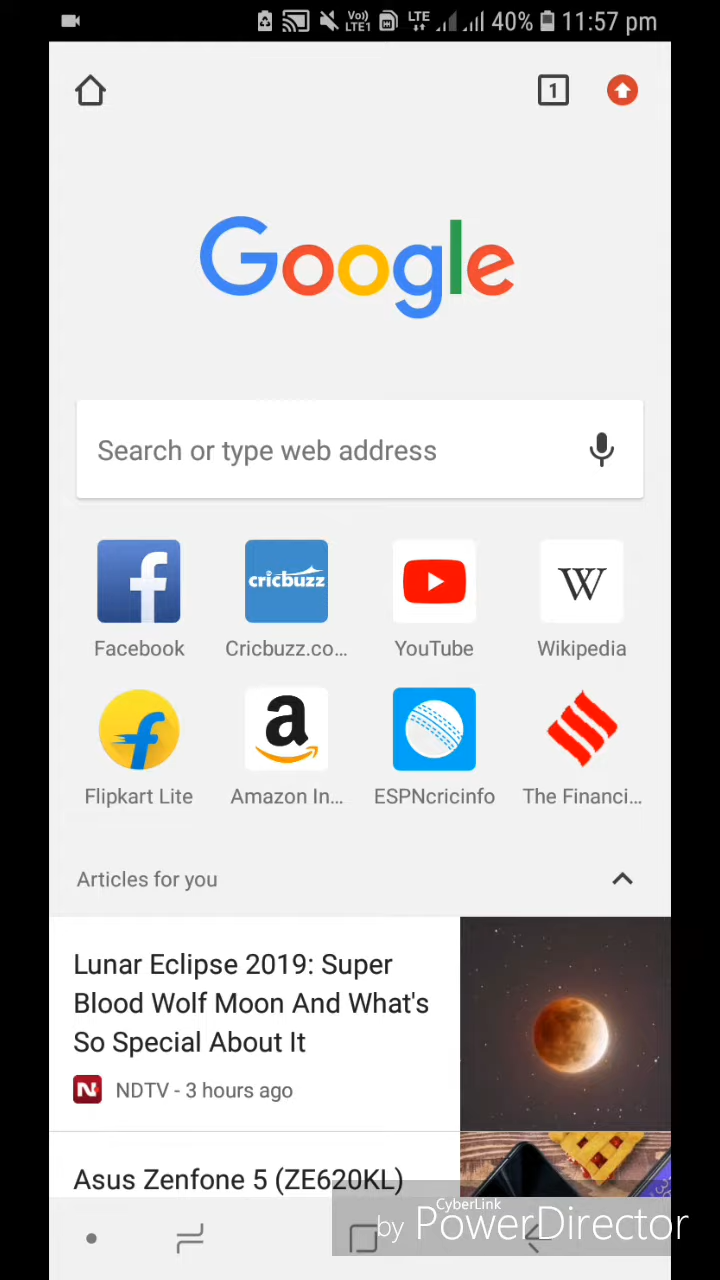 Vo)) LTE1 LTE 40% 11:57 pm
1
Google
Search or type web address
f cricbuzz W
Facebook Cricbuzz.co... YouTube Wikipedia
f a
Flipkart Lite Amazon In... ESPNcricinfo The Financi...
Articles for you
Lunar Eclipse 2019: Super
Blood Wolf Moon And What's
So Special About It
N NDTV - 3 hours ago
Asus Zenfone 5 (ZE620KL)
CyberLink
by PowerDirector